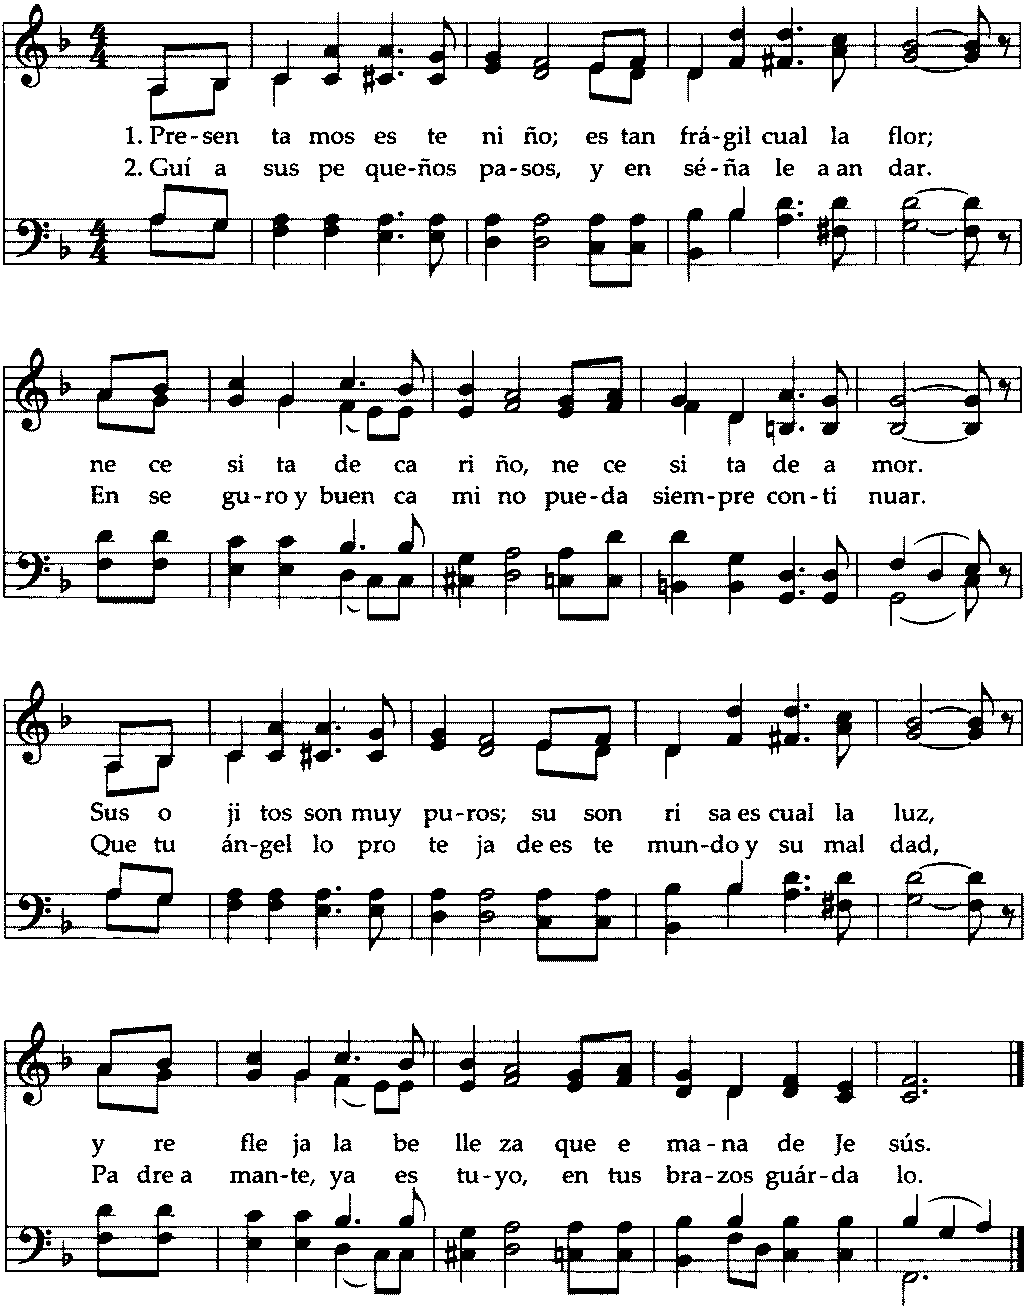 1. Pre-sen ta mos es te ni ño; es tan frá-gil cual la flor;
2. Guí a sus pe que-ños pa-sos, y en sé-ña le a an dar.
ne ce si ta de ca ri ño, ne ce si ta de a mor.
En se gu-ro y buen ca mi no pue-da siem-pre con-ti nuar.
Sus o ji tos son muy pu-ros; su son ri sa es cual la luz,
Que tu án-gel lo pro te ja de es te mun-do y su mal dad,
y re fle ja la be lle za que e ma-na de Je sús.
Pa dre a man-te, ya es tu-yo, en tus bra-zos guár-da lo.